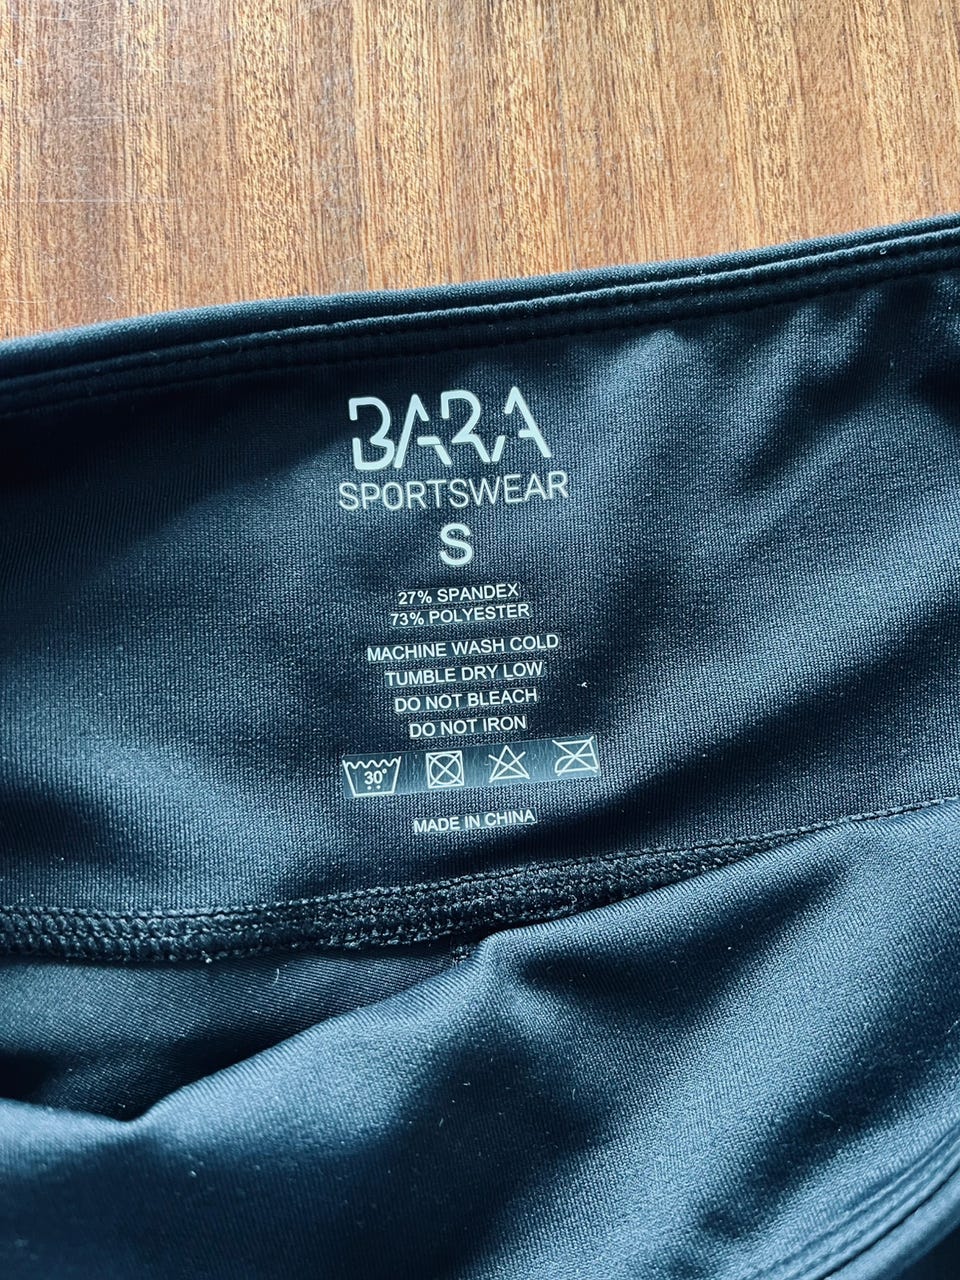 BARA
SPORTSWEAR
S
27% SPANDEX
73% POLYESTER
MACHINE WASH COLD
TUMBLE DRY LOW
DO NOT BLEACH
DO NOT IRON
30°
MADE IN CHINA